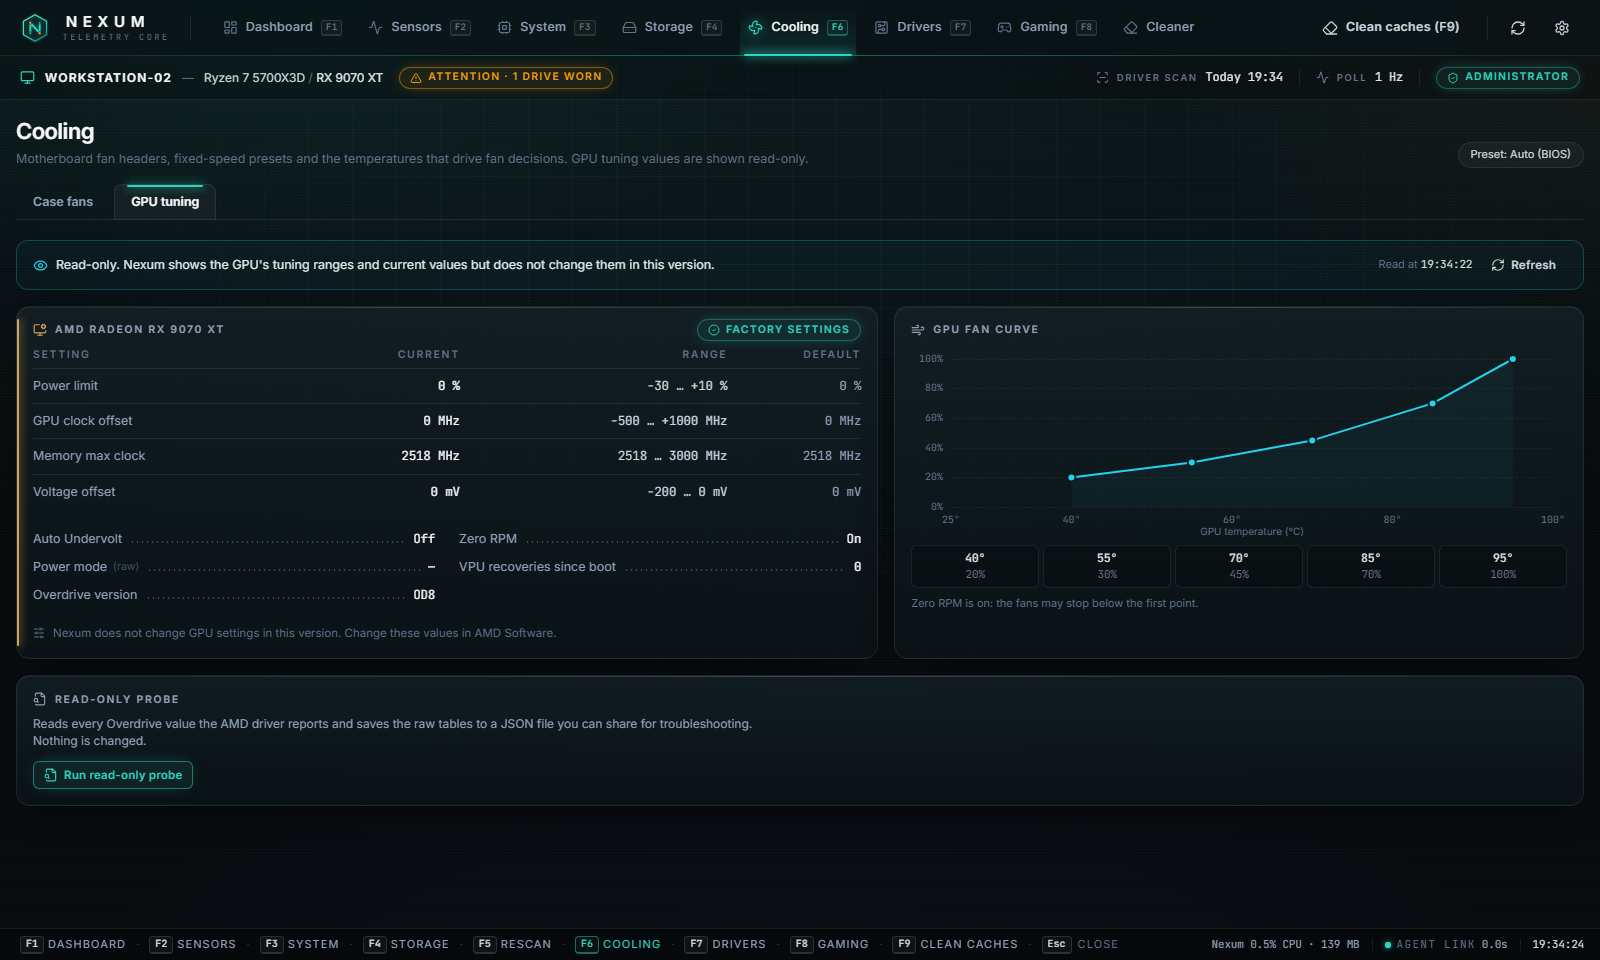 NEXUM
TELEMETRY CORE
Dashboard F1
Sensors F2
System F3
Storage F4
Cooling F6
Drivers F7
Gaming F8
Cleaner
Clean caches (F9)
WORKSTATION-02 — Ryzen 7 5700X3D / RX 9070 XT
ATTENTION · 1 DRIVE WORN
DRIVER SCAN Today 19:34
POLL 1 Hz
ADMINISTRATOR
Cooling
Motherboard fan headers, fixed-speed presets and the temperatures that drive fan decisions. GPU tuning values are shown read-only.
Preset: Auto (BIOS)
Case fans
GPU tuning
Read-only. Nexum shows the GPU's tuning ranges and current values but does not change them in this version.
Read at 19:34:22
Refresh
AMD RADEON RX 9070 XT
FACTORY SETTINGS
SETTING CURRENT RANGE DEFAULT
Power limit 0 % -30 … +10 % 0 %
GPU clock offset 0 MHz -500 … +1000 MHz 0 MHz
Memory max clock 2518 MHz 2518 … 3000 MHz 2518 MHz
Voltage offset 0 mV -200 … 0 mV 0 mV
Auto Undervolt Off
Zero RPM On
Power mode (raw) —
VPU recoveries since boot 0
Overdrive version OD8
Nexum does not change GPU settings in this version. Change these values in AMD Software.
GPU FAN CURVE
100%
80%
60%
40%
20%
0%
25° 40° 60° 80° 100°
GPU temperature (°C)
40° 55° 70° 85° 95°
20% 30% 45% 70% 100%
Zero RPM is on: the fans may stop below the first point.
READ-ONLY PROBE
Reads every Overdrive value the AMD driver reports and saves the raw tables to a JSON file you can share for troubleshooting.
Nothing is changed.
Run read-only probe
F1 DASHBOARD · F2 SENSORS · F3 SYSTEM · F4 STORAGE · F5 RESCAN · F6 COOLING · F7 DRIVERS · F8 GAMING · F9 CLEAN CACHES · Esc CLOSE
Nexum 0.5% CPU · 139 MB
AGENT LINK 0.0s
19:34:24